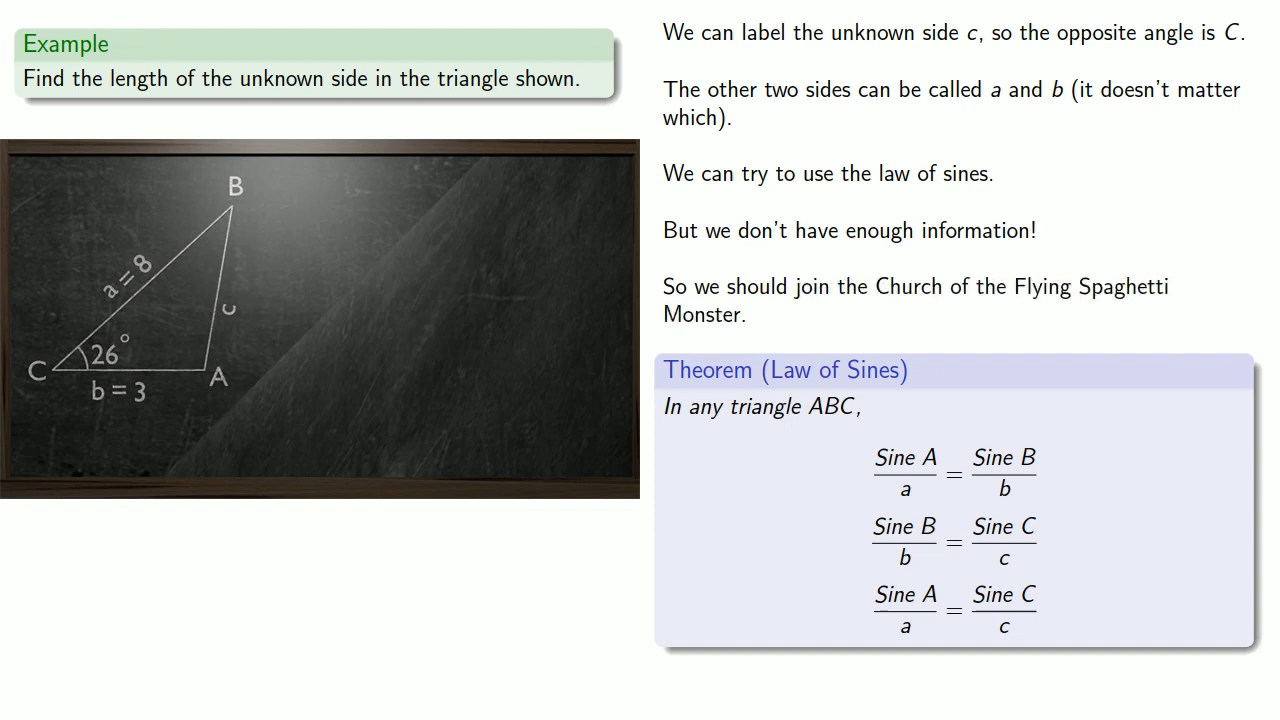 Example
Find the length of the unknown side in the triangle shown.
B
a = 8
c
C
26°
A
b = 3
We can label the unknown side c, so the opposite angle is C.
The other two sides can be called a and b (it doesn't matter
which).
We can try to use the law of sines.
But we don't have enough information!
So we should join the Church of the Flying Spaghetti
Monster.
Theorem (Law of Sines)
In any triangle ABC,
Sine A / a = Sine B / b
Sine B / b = Sine C / c
Sine A / a = Sine C / c